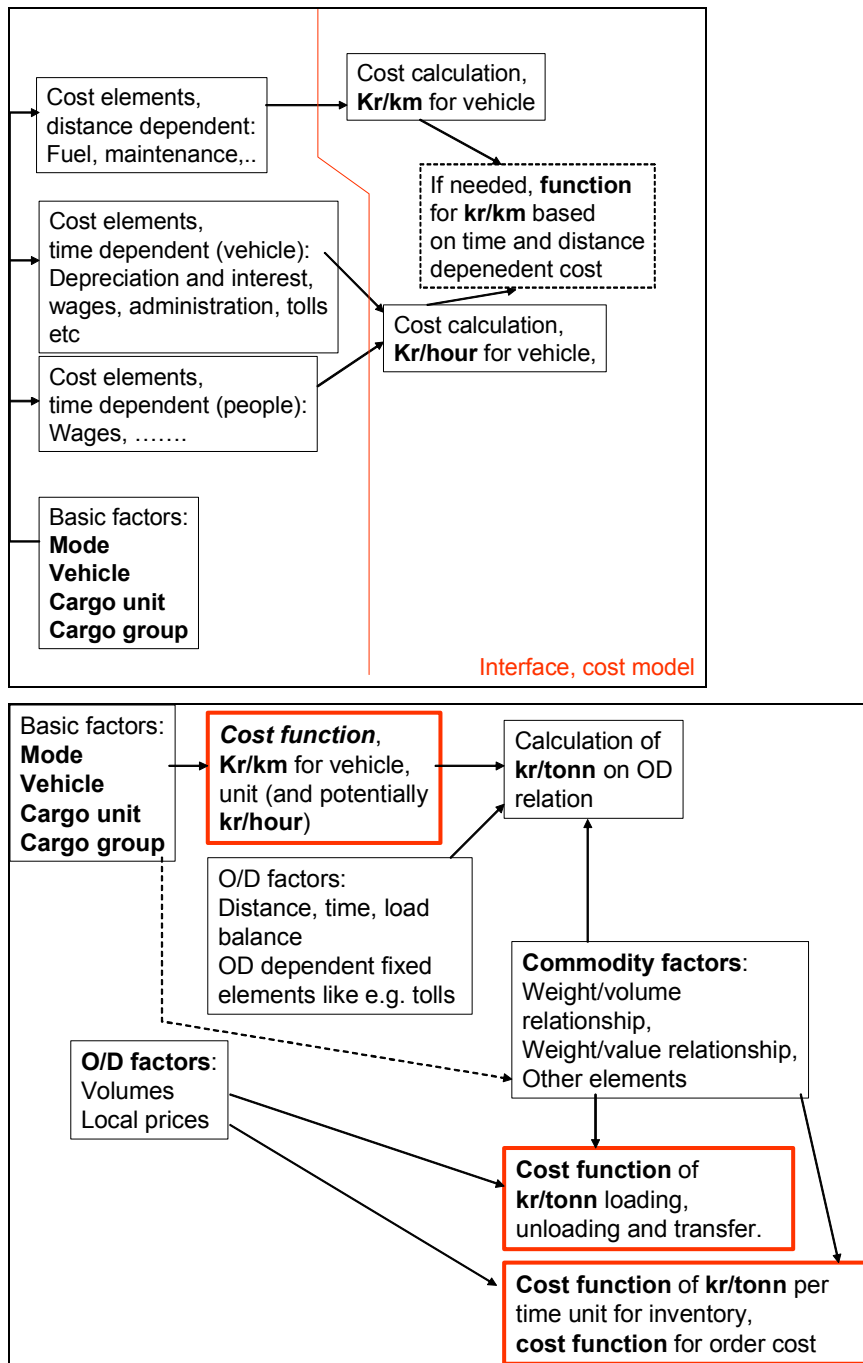 Cost elements,
distance dependent:
Fuel, maintenance,..
Cost calculation,
Kr/km for vehicle
If needed, function
for kr/km based
on time and distance
depenedent cost
Cost elements,
time dependent (vehicle):
Depreciation and interest,
wages, administration, tolls
etc
Cost calculation,
Kr/hour for vehicle,
Cost elements,
time dependent (people):
Wages, …….
Basic factors:
Mode
Vehicle
Cargo unit
Cargo group
Interface, cost model
Basic factors:
Mode
Vehicle
Cargo unit
Cargo group
Cost function,
Kr/km for vehicle,
unit (and potentially
kr/hour)
Calculation of
kr/tonn on OD
relation
O/D factors:
Distance, time, load
balance
OD dependent fixed
elements like e.g. tolls
Commodity factors:
Weight/volume
relationship,
Weight/value relationship,
Other elements
O/D factors:
Volumes
Local prices
Cost function of
kr/tonn loading,
unloading and transfer.
Cost function of kr/tonn per
time unit for inventory,
cost function for order cost